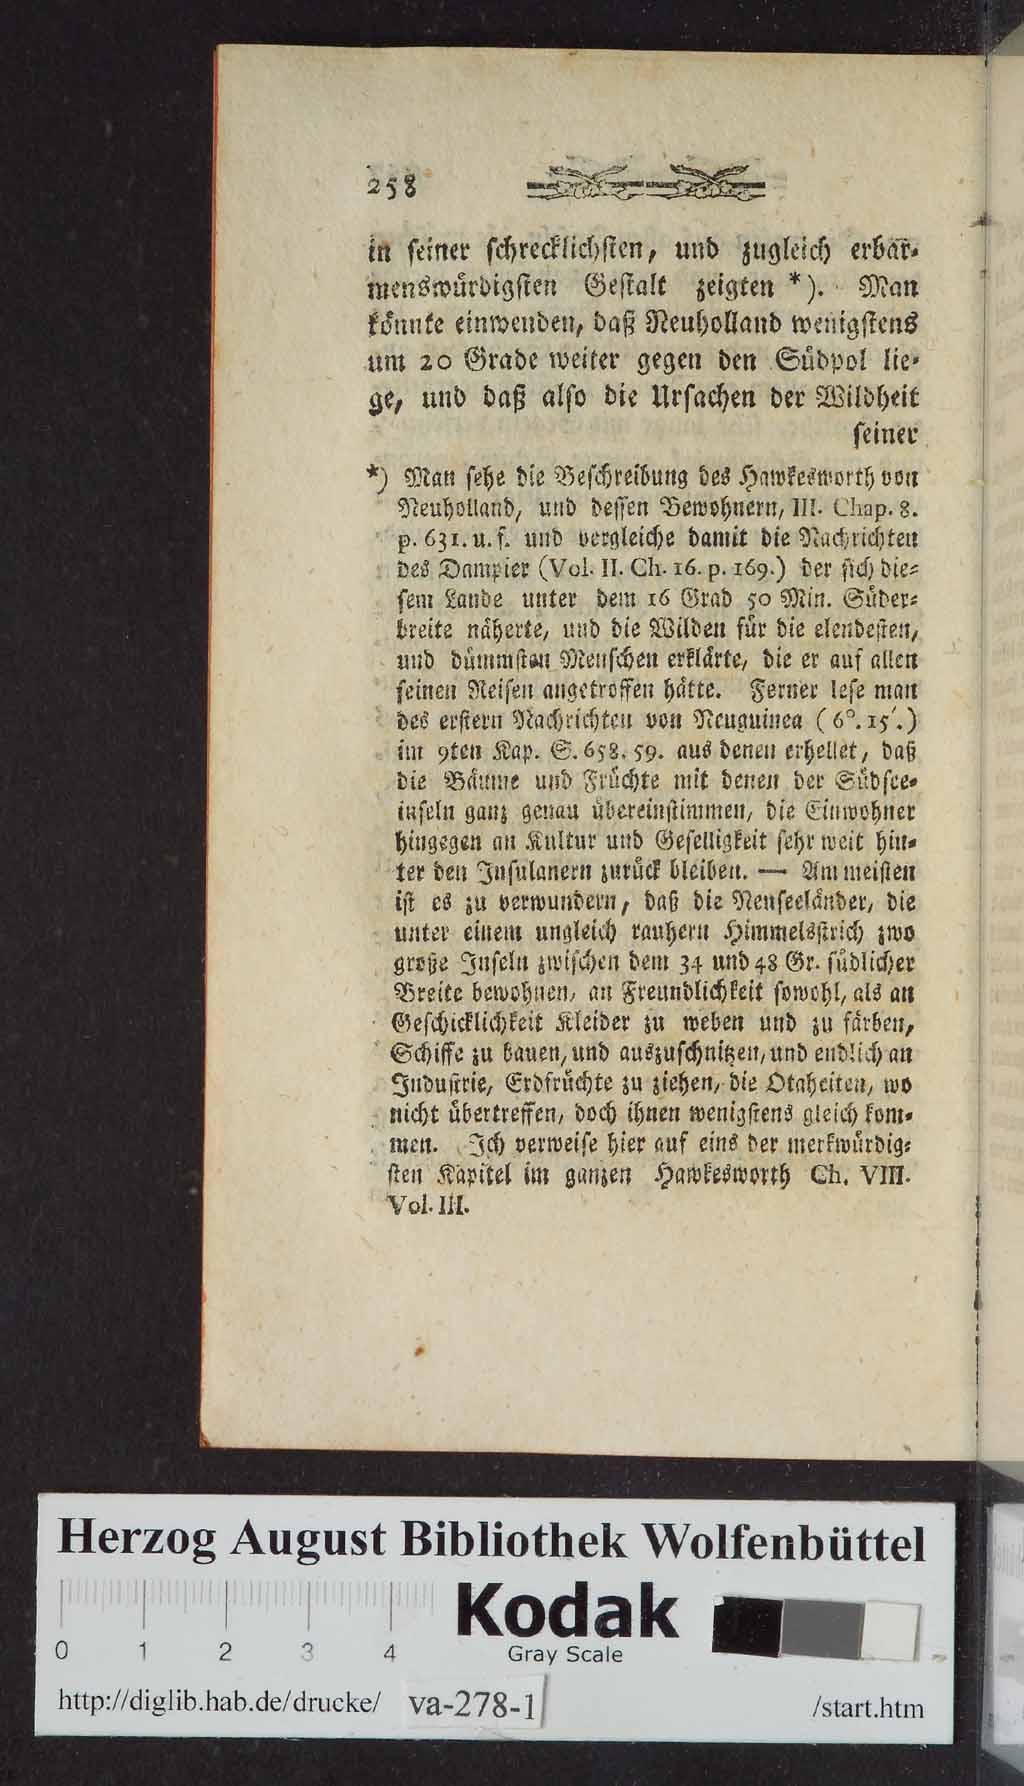 258
in seiner schrecklichsten, und zugleich erbar-
menswürdigsten Gestalt zeigten *). Man
könnte einwenden, daß Neuholland wenigstens
um 20 Grade weiter gegen den Südpol lie-
ge, und daß also die Ursachen der Wildheit
seiner
*) Man sehe die Beschreibung des Hawkesworth von
Neuholland, und dessen Bewohnern, III. Chap. 8.
p. 631. u. f. und vergleiche damit die Nachrichten
des Dampier (Vol. II. Ch. 16. p. 169.) der sich die-
sem Lande unter dem 16 Grad 50 Min. Süder-
breite näherte, und die Wilden für die elendesten,
und dümmsten Menschen erklärte, die er auf allen
seinen Reisen angetroffen hätte. Ferner lese man
des erstern Nachrichten von Neuguinea (6°. 15′.)
im 9ten Kap. S. 658. 59. aus denen erhellet, daß
die Bäume und Früchte mit denen der Südsee-
inseln ganz genau übereinstimmen, die Einwohner
hingegen an Kultur und Geselligkeit sehr weit hin-
ter den Insulanern zurück bleiben. — Am meisten
ist es zu verwundern, daß die Neuseeländer, die
unter einem ungleich rauhern Himmelsstrich zwo
große Inseln zwischen dem 34 und 48 Gr. südlicher
Breite bewohnen, an Freundlichkeit sowohl, als an
Geschicklichkeit Kleider zu weben und zu färben,
Schiffe zu bauen, und auszuschnitzen, und endlich an
Industrie, Erdfrüchte zu ziehen, die Otaheiten, wo
nicht übertreffen, doch ihnen wenigstens gleich kom-
men. Ich verweise hier auf eins der merkwürdig-
sten Kapitel im ganzen Hawkesworth Ch. VIII.
Vol. III.
Herzog August Bibliothek Wolfenbüttel
Kodak
0 1 2 3 4 Gray Scale
http://diglib.hab.de/drucke/ va-278-1 /start.htm